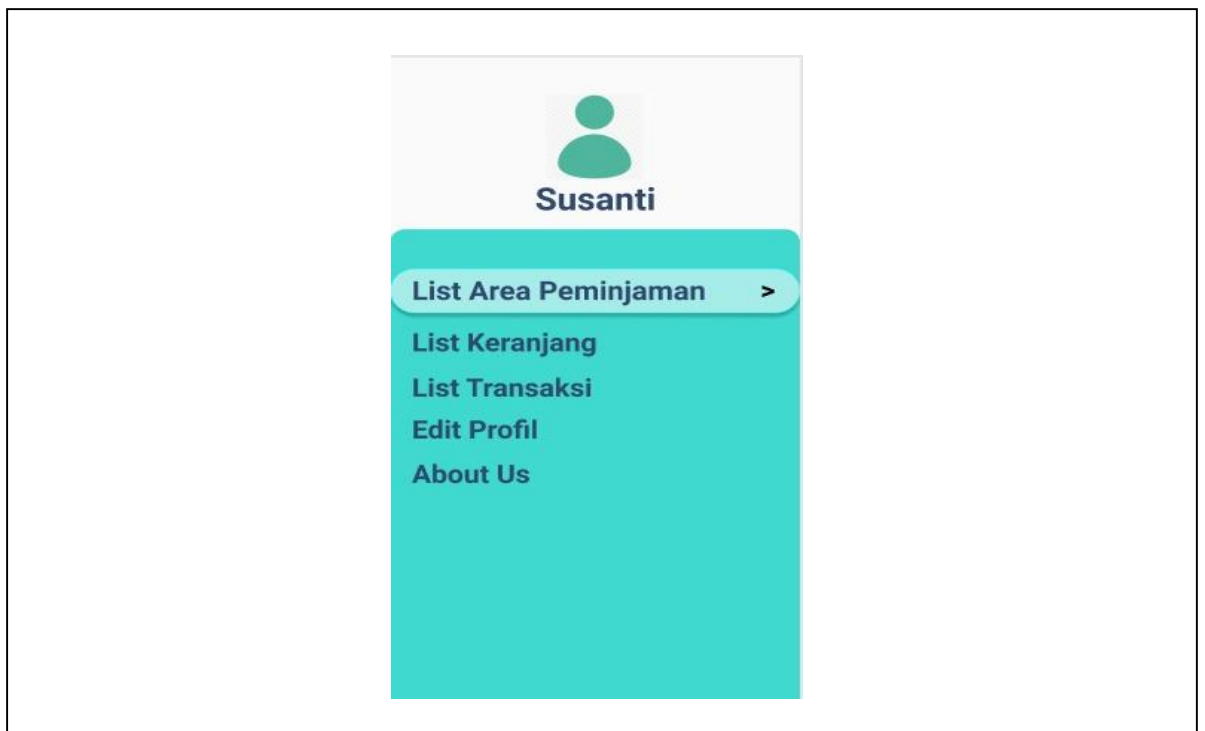 Susanti
List Area Peminjaman >
List Keranjang
List Transaksi
Edit Profil
About Us